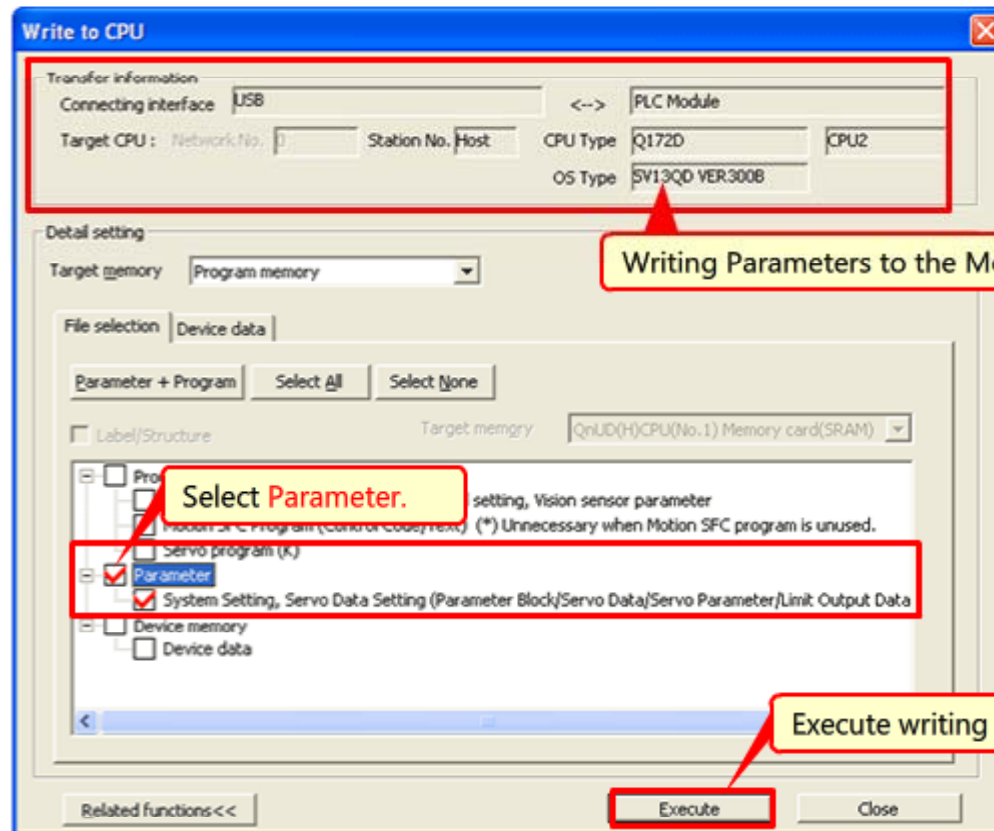 Write to CPU
Transfer information
Connecting interface USB <--> PLC Module
Target CPU : Network No. 0 Station No. Host CPU Type Q172D CPU2
OS Type SV13QD VER300B
Detail setting
Writing Parameters to the
Target memory Program memory
File selection Device data
Parameter + Program Select All Select None
Label/Structure Target memory QnUD(H)CPU(No.1) Memory card(SRAM)
Select Parameter.
setting, Vision sensor parameter
Motion SFC Program (Control Code/Text) (*) Unnecessary when Motion SFC program is unused.
Servo program (K)
Parameter
System Setting, Servo Data Setting (Parameter Block/Servo Data/Servo Parameter/Limit Output Data
Device memory
Device data
Execute writing
Related functions<< Execute Close